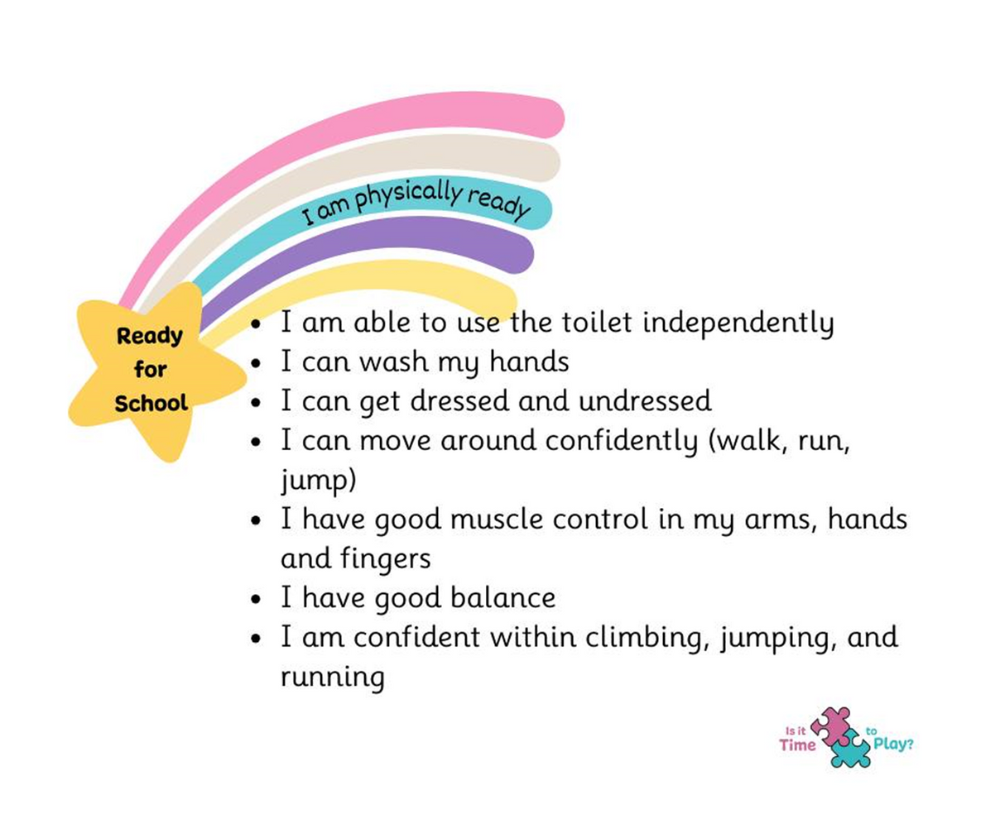 I am physically ready
Ready
for
School
• I am able to use the toilet independently
• I can wash my hands
• I can get dressed and undressed
• I can move around confidently (walk, run,
jump)
• I have good muscle control in my arms, hands
and fingers
• I have good balance
• I am confident within climbing, jumping, and
running
Is it to
Time Play?